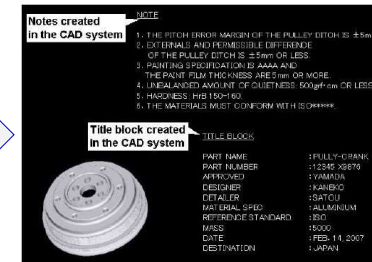 Notes created
in the CAD system
NOTE
1. THE PITCH ERROR MARGIN OF THE PULLEY DITCH IS ±5m
2. EXTERNALS AND PERMISSIBLE DIFFERENCE
OF THE PULLEY DITCH IS ±5mm OR LESS.
3. PAINTING SPECIFICATION IS AAAA AND
THE PAINT FILM THICKNESS ARE 5mm OR MORE.
4. UNBALANDED AMOUNT OF QUIETNESS: 500grf·cm OR LESS
5. HARDNESS: HrB 150-160.
6. THE MATERIALS MUST CONFORM WITH ISO*****.
Title block created
in the CAD system
TITLE BLOCK
PART NAME :PULLY-CRANK
PART NUMBER :12345 X9876
APPROVED :YAMADA
DESIGNER :KANEKO
DETAILER :SATOU
MATERIAL SPEC :ALUMINIUM
REFERENCE STANDARD :ISO
MASS :5000
DATE :FEB-14,2007
DESTINATION :JAPAN